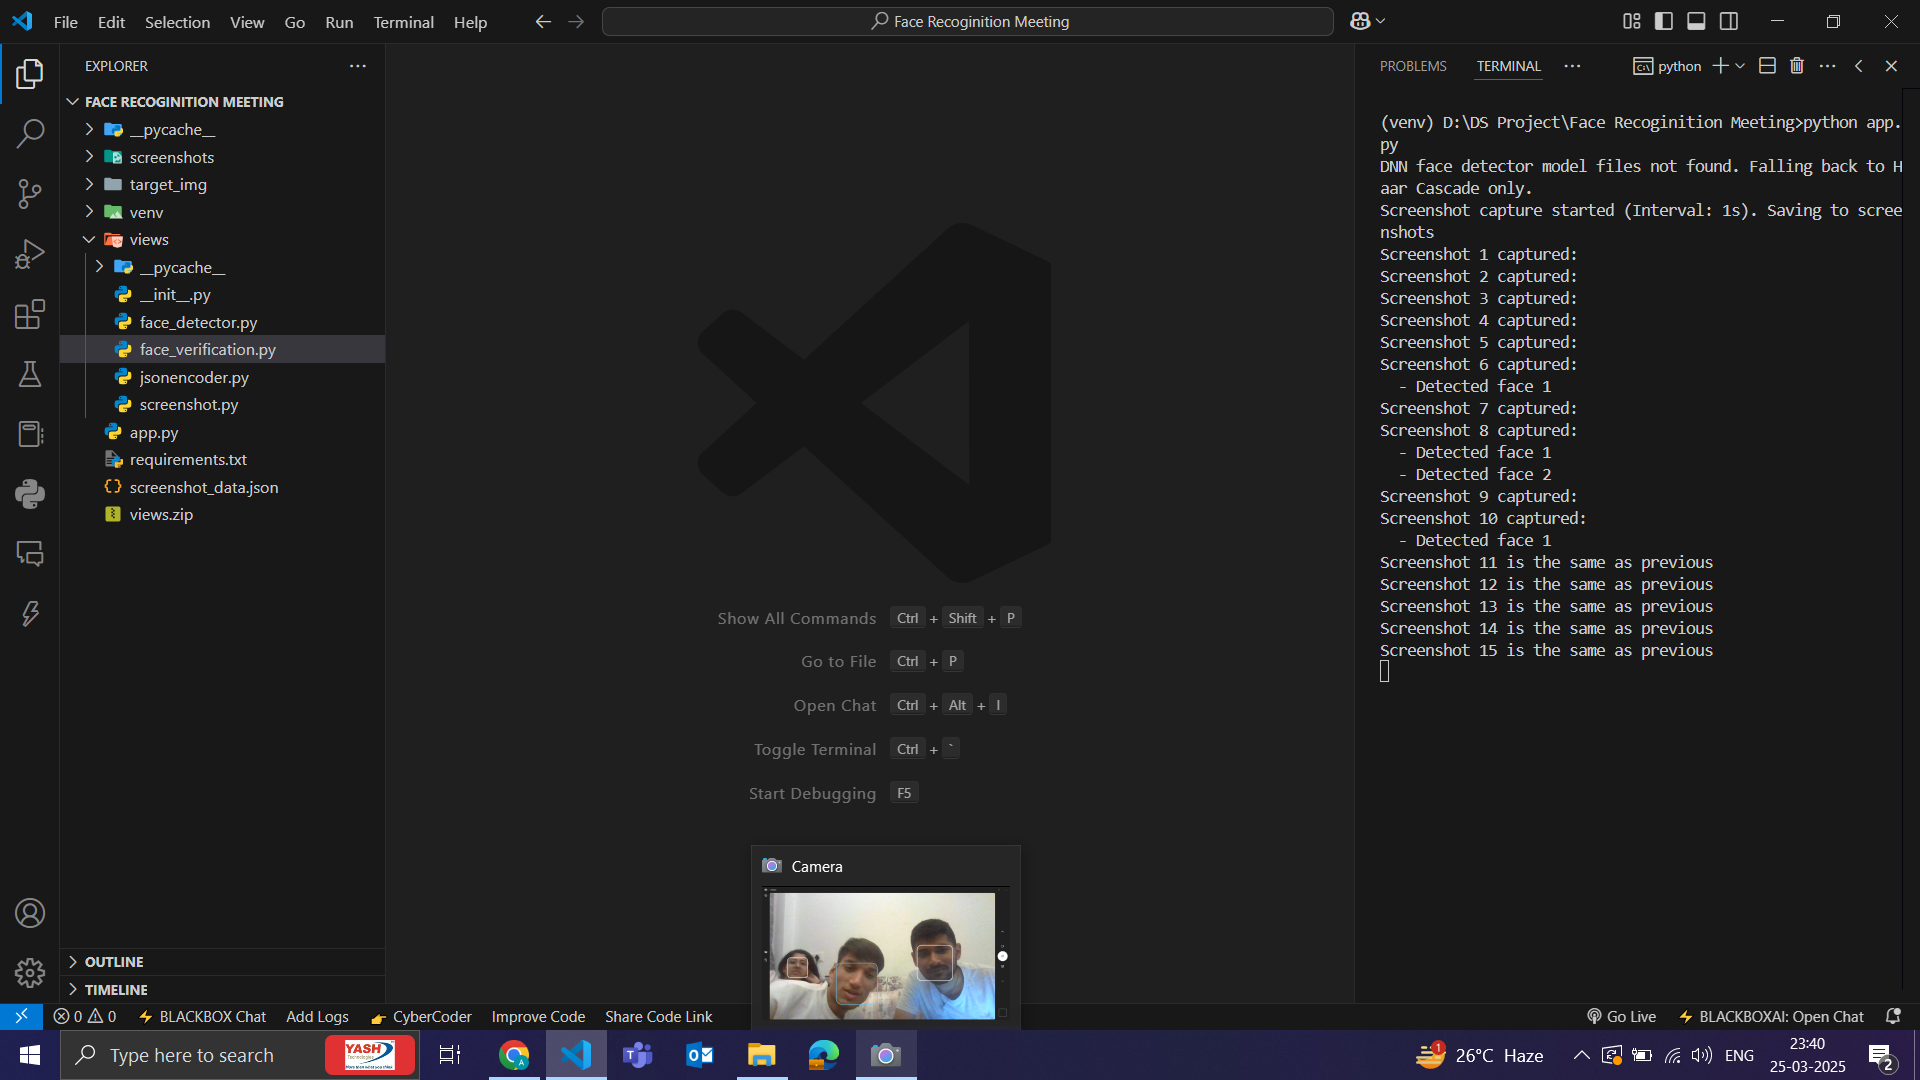 File Edit Selection View Go Run Terminal Help
Face Recoginition Meeting
EXPLORER
FACE RECOGINITION MEETING
__pycache__
screenshots
target_img
venv
views
__pycache__
__init__.py
face_detector.py
face_verification.py
jsonencoder.py
screenshot.py
app.py
requirements.txt
screenshot_data.json
views.zip
OUTLINE
TIMELINE
Show All Commands Ctrl + Shift + P
Go to File Ctrl + P
Open Chat Ctrl + Alt + I
Toggle Terminal Ctrl + `
Start Debugging F5
Camera
PROBLEMS TERMINAL python
(venv) D:\DS Project\Face Recoginition Meeting>python app.
py
DNN face detector model files not found. Falling back to H
aar Cascade only.
Screenshot capture started (Interval: 1s). Saving to scree
nshots
Screenshot 1 captured:
Screenshot 2 captured:
Screenshot 3 captured:
Screenshot 4 captured:
Screenshot 5 captured:
Screenshot 6 captured:
- Detected face 1
Screenshot 7 captured:
Screenshot 8 captured:
- Detected face 1
- Detected face 2
Screenshot 9 captured:
Screenshot 10 captured:
- Detected face 1
Screenshot 11 is the same as previous
Screenshot 12 is the same as previous
Screenshot 13 is the same as previous
Screenshot 14 is the same as previous
Screenshot 15 is the same as previous
0 0 BLACKBOX Chat Add Logs CyberCoder Improve Code Share Code Link Go Live BLACKBOXAI: Open Chat
Type here to search YASH Technologies 1 26°C Haze ENG 23:40
25-03-2025 2